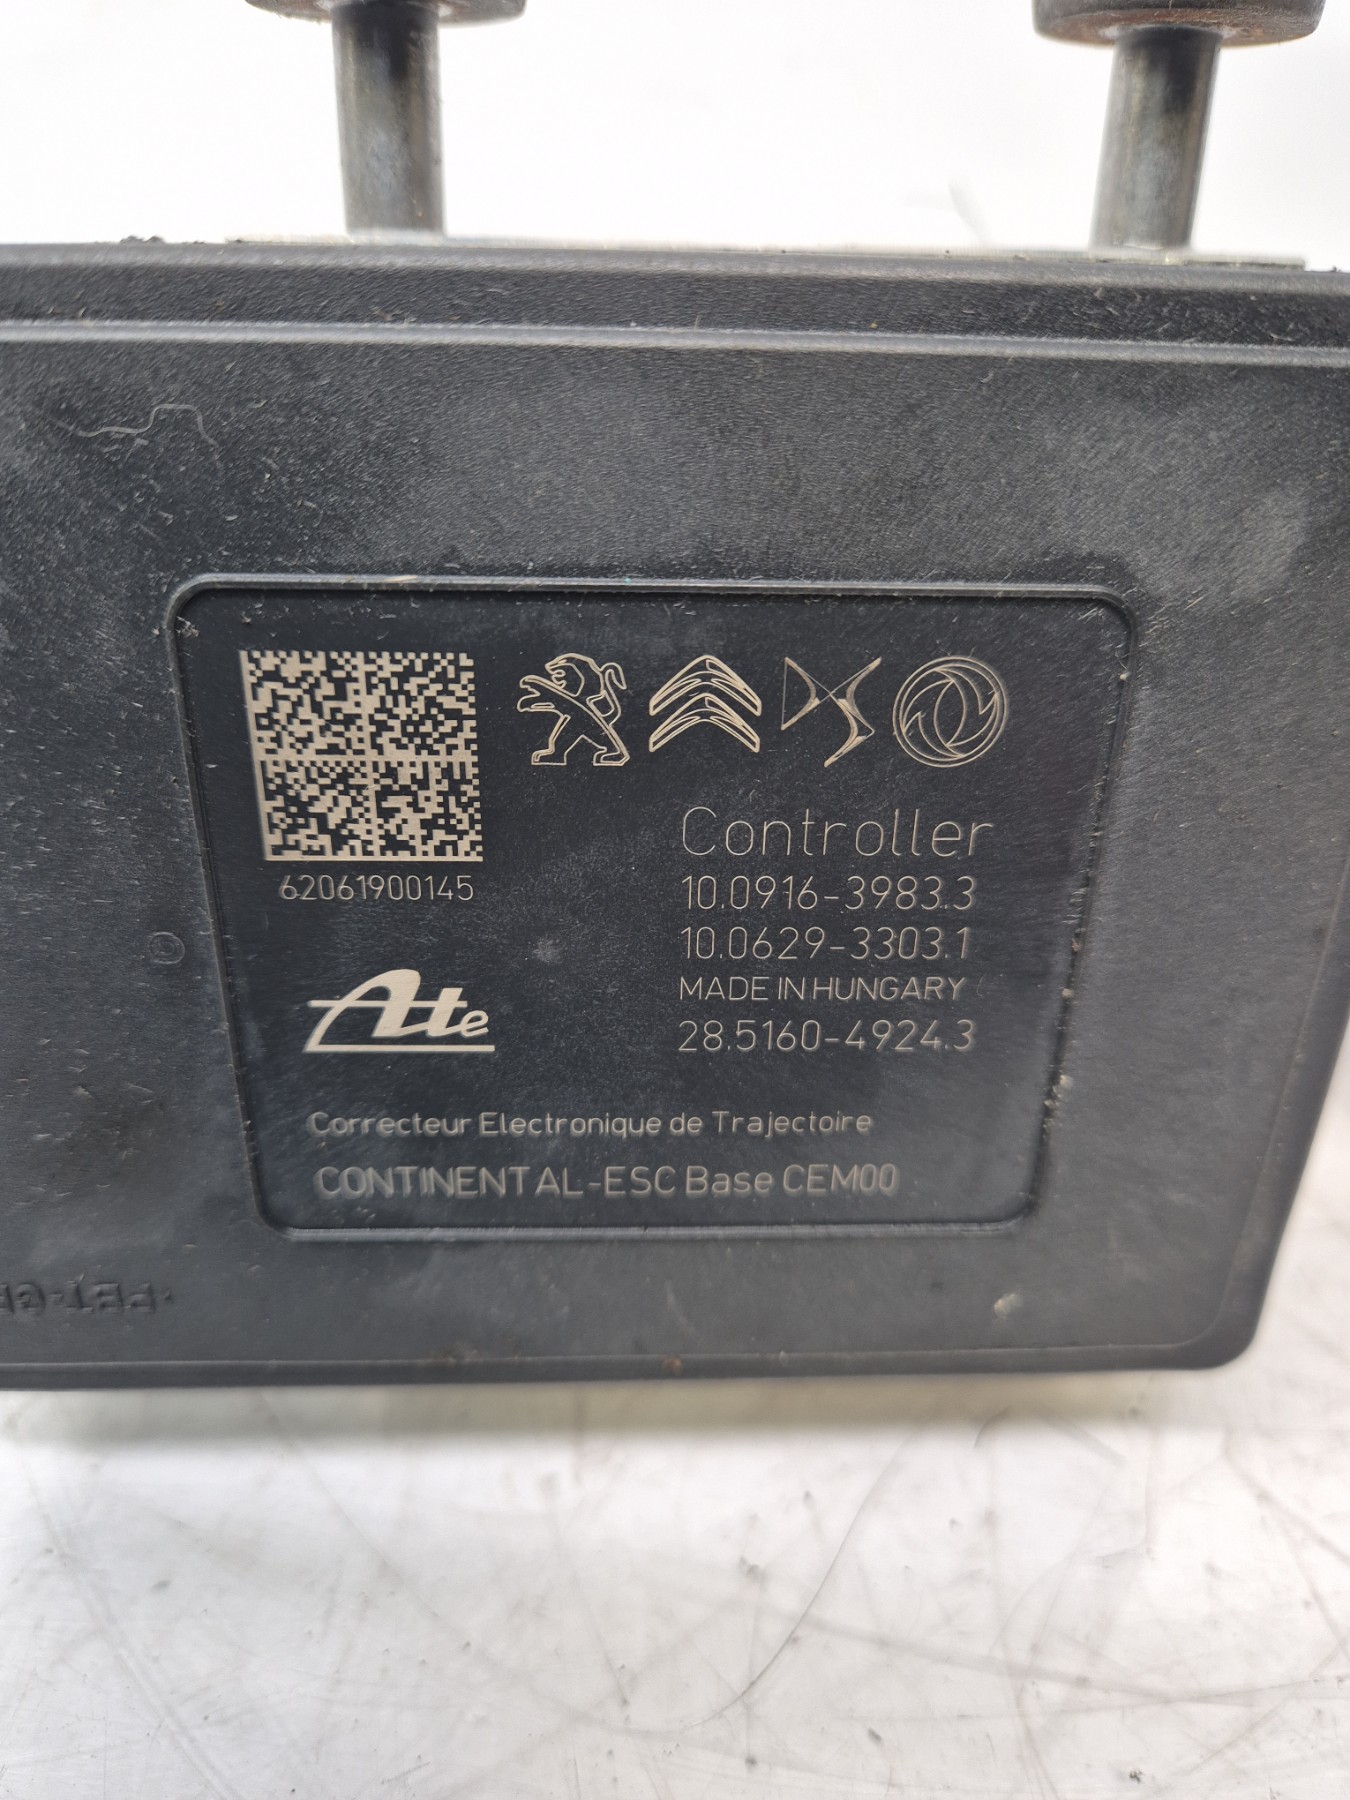 62061900145
Controller
10.0916-3983.3
10.0629-3303.1
MADE IN HUNGARY
28.5160-4924.3
Ate
Correcteur Electronique de Trajectoire
CONTINENTAL-ESC Base CEM00